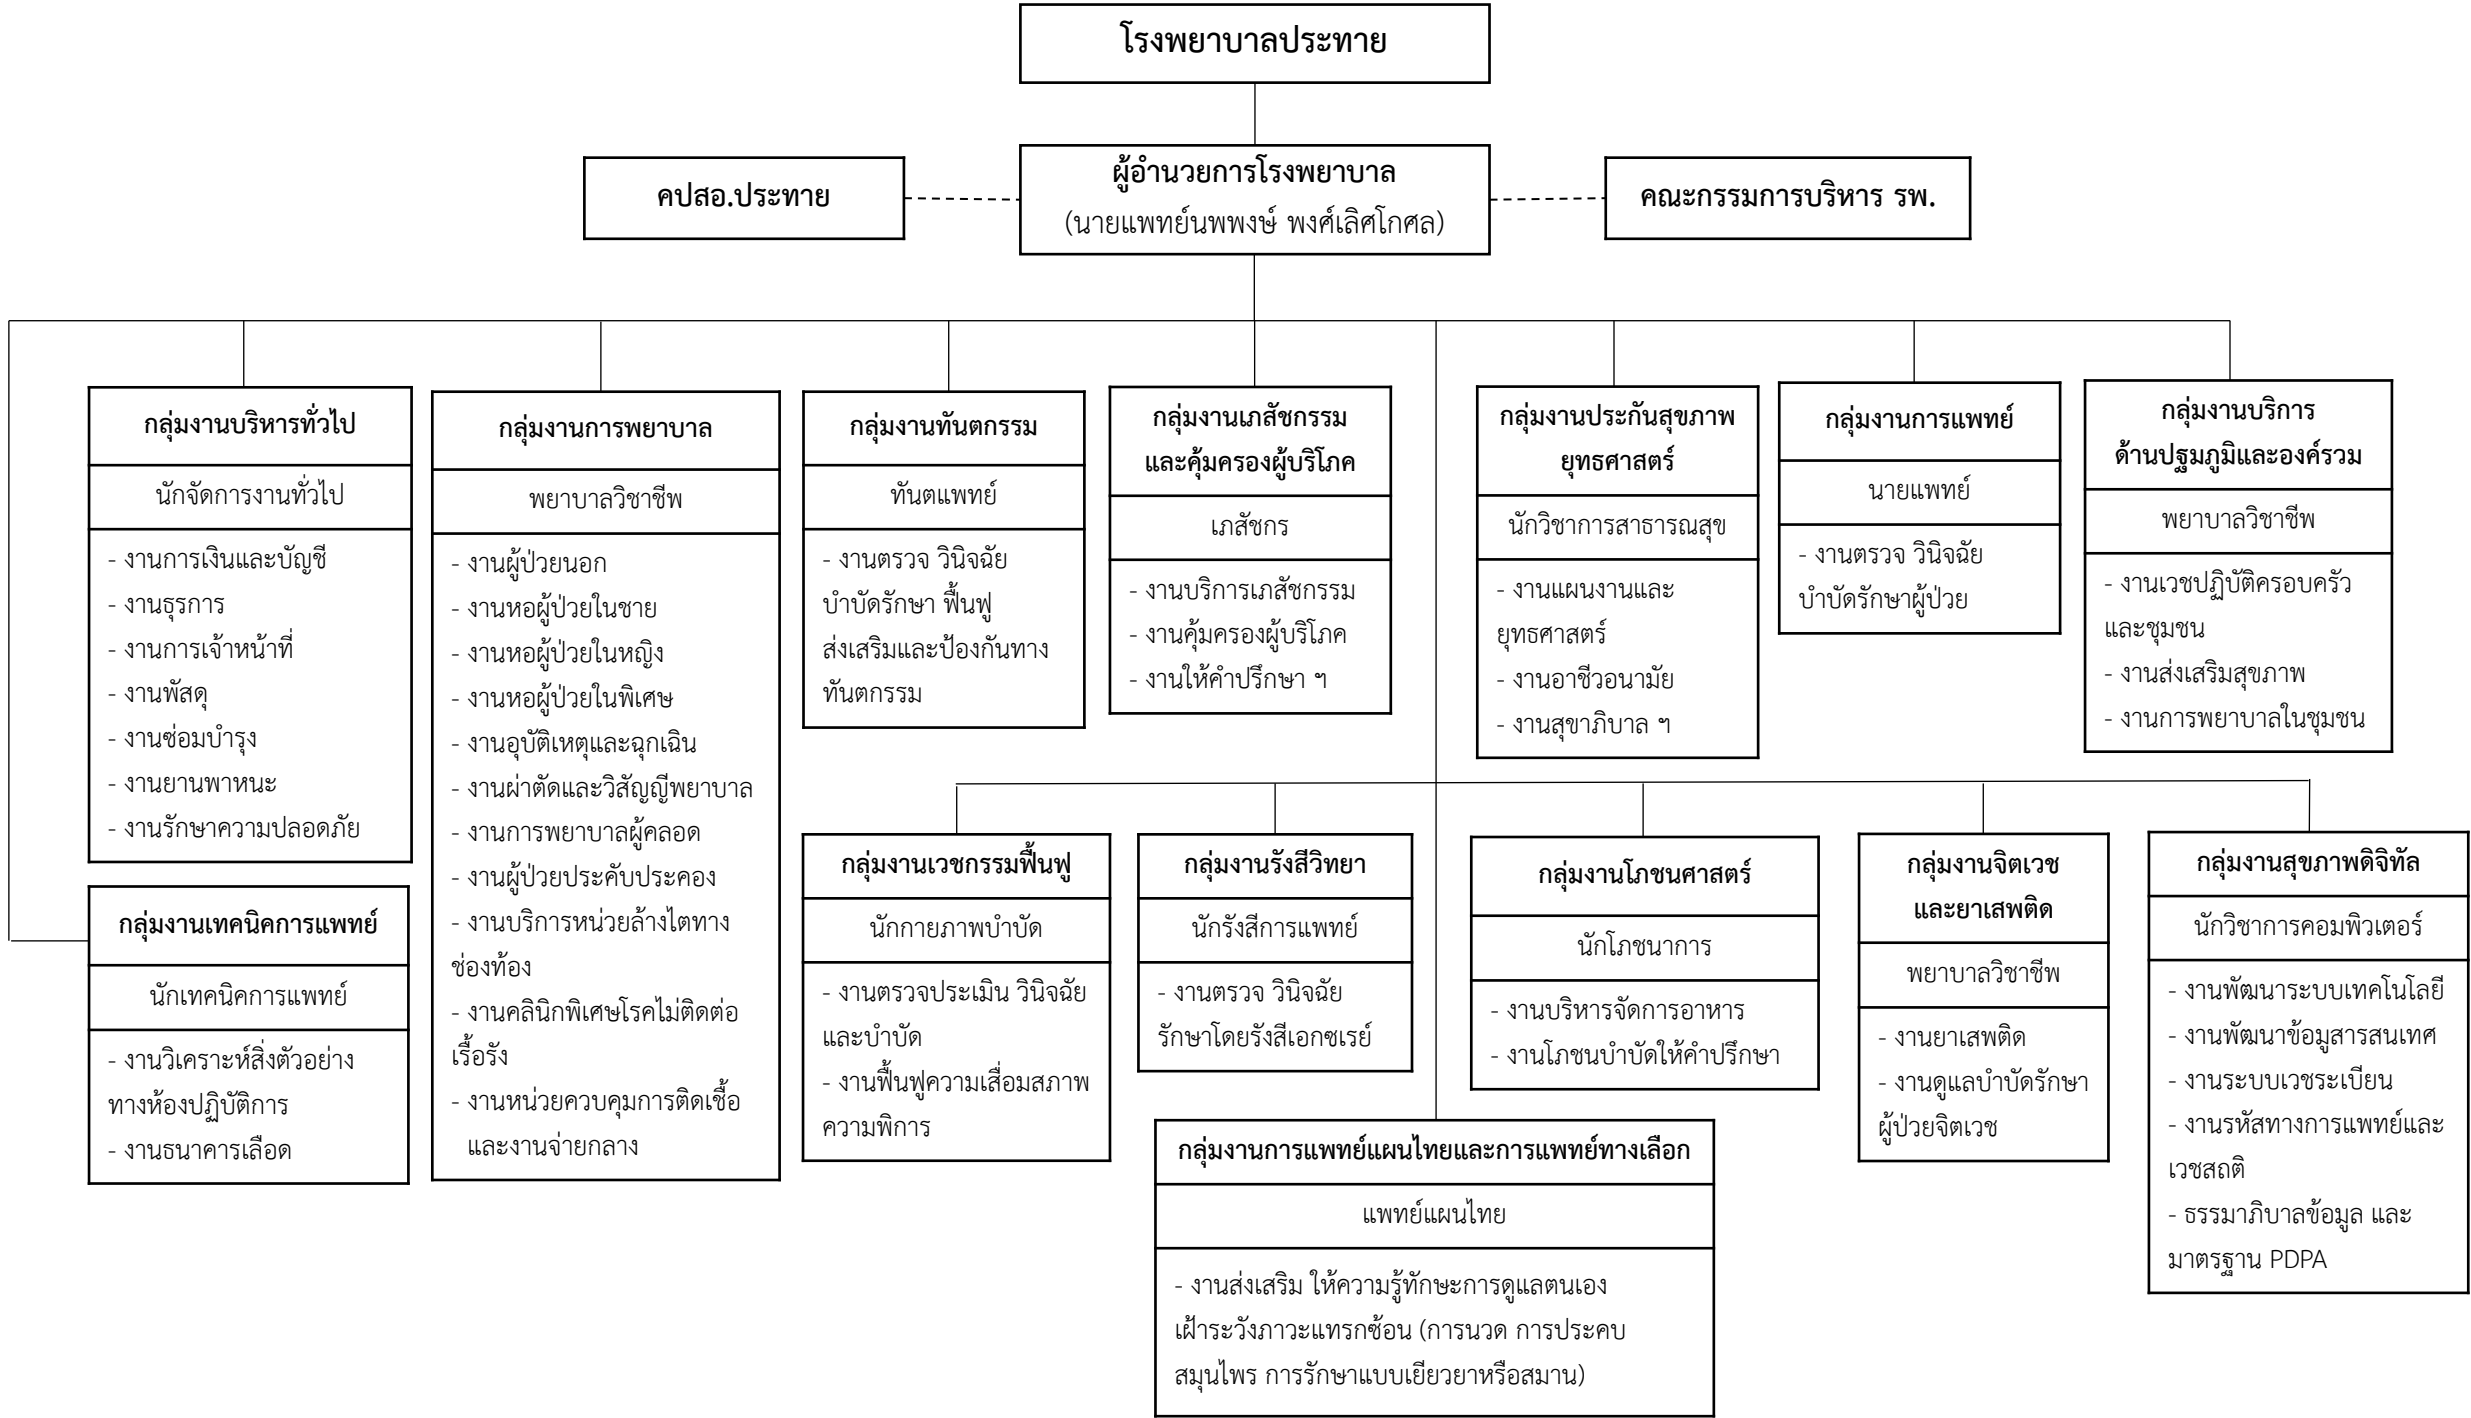 โรงพยาบาลประทาย
ผู้อำนวยการโรงพยาบาล
(นายแพทย์นพพงษ์ พงศ์เลิศโกศล)
คปสอ.ประทาย
คณะกรรมการบริหาร รพ.
กลุ่มงานบริหารทั่วไป
นักจัดการงานทั่วไป
- งานการเงินและบัญชี
- งานธุรการ
- งานการเจ้าหน้าที่
- งานพัสดุ
- งานซ่อมบำรุง
- งานยานพาหนะ
- งานรักษาความปลอดภัย
กลุ่มงานการพยาบาล
พยาบาลวิชาชีพ
- งานผู้ป่วยนอก
- งานหอผู้ป่วยในชาย
- งานหอผู้ป่วยในหญิง
- งานหอผู้ป่วยในพิเศษ
- งานอุบัติเหตุและฉุกเฉิน
- งานผ่าตัดและวิสัญญีพยาบาล
- งานการพยาบาลผู้คลอด
- งานผู้ป่วยประคับประคอง
- งานบริการหน่วยล้างไตทาง
ช่องท้อง
- งานคลินิกพิเศษโรคไม่ติดต่อ
เรื้อรัง
- งานหน่วยควบคุมการติดเชื้อ
และงานจ่ายกลาง
กลุ่มงานทันตกรรม
ทันตแพทย์
- งานตรวจ วินิจฉัย
บำบัดรักษา ฟื้นฟู
ส่งเสริมและป้องกันทาง
ทันตกรรม
กลุ่มงานเภสัชกรรม
และคุ้มครองผู้บริโภค
เภสัชกร
- งานบริการเภสัชกรรม
- งานคุ้มครองผู้บริโภค
- งานให้คำปรึกษา ฯ
กลุ่มงานประกันสุขภาพ
ยุทธศาสตร์
นักวิชาการสาธารณสุข
- งานแผนงานและ
ยุทธศาสตร์
- งานอาชีวอนามัย
- งานสุขาภิบาล ฯ
กลุ่มงานการแพทย์
นายแพทย์
- งานตรวจ วินิจฉัย
บำบัดรักษาผู้ป่วย
กลุ่มงานบริการ
ด้านปฐมภูมิและองค์รวม
พยาบาลวิชาชีพ
- งานเวชปฏิบัติครอบครัว
และชุมชน
- งานส่งเสริมสุขภาพ
- งานการพยาบาลในชุมชน
กลุ่มงานเทคนิคการแพทย์
นักเทคนิคการแพทย์
- งานวิเคราะห์สิ่งตัวอย่าง
ทางห้องปฏิบัติการ
- งานธนาคารเลือด
กลุ่มงานเวชกรรมฟื้นฟู
นักกายภาพบำบัด
- งานตรวจประเมิน วินิจฉัย
และบำบัด
- งานฟื้นฟูความเสื่อมสภาพ
ความพิการ
กลุ่มงานรังสีวิทยา
นักรังสีการแพทย์
- งานตรวจ วินิจฉัย
รักษาโดยรังสีเอกซเรย์
กลุ่มงานโภชนศาสตร์
นักโภชนาการ
- งานบริหารจัดการอาหาร
- งานโภชนบำบัดให้คำปรึกษา
กลุ่มงานจิตเวช
และยาเสพติด
พยาบาลวิชาชีพ
- งานยาเสพติด
- งานดูแลบำบัดรักษา
ผู้ป่วยจิตเวช
กลุ่มงานสุขภาพดิจิทัล
นักวิชาการคอมพิวเตอร์
- งานพัฒนาระบบเทคโนโลยี
- งานพัฒนาข้อมูสารสนเทศ
- งานระบบเวชระเบียน
- งานรหัสทางการแพทย์และ
เวชสถติ
- ธรรมาภิบาลข้อมูล และ
มาตรฐาน PDPA
กลุ่มงานการแพทย์แผนไทยและการแพทย์ทางเลือก
แพทย์แผนไทย
- งานส่งเสริม ให้ความรู้ทักษะการดูแลตนเอง
เฝ้าระวังภาวะแทรกซ้อน (การนวด การประคบ
สมุนไพร การรักษาแบบเยียวยาหรือสมาน)